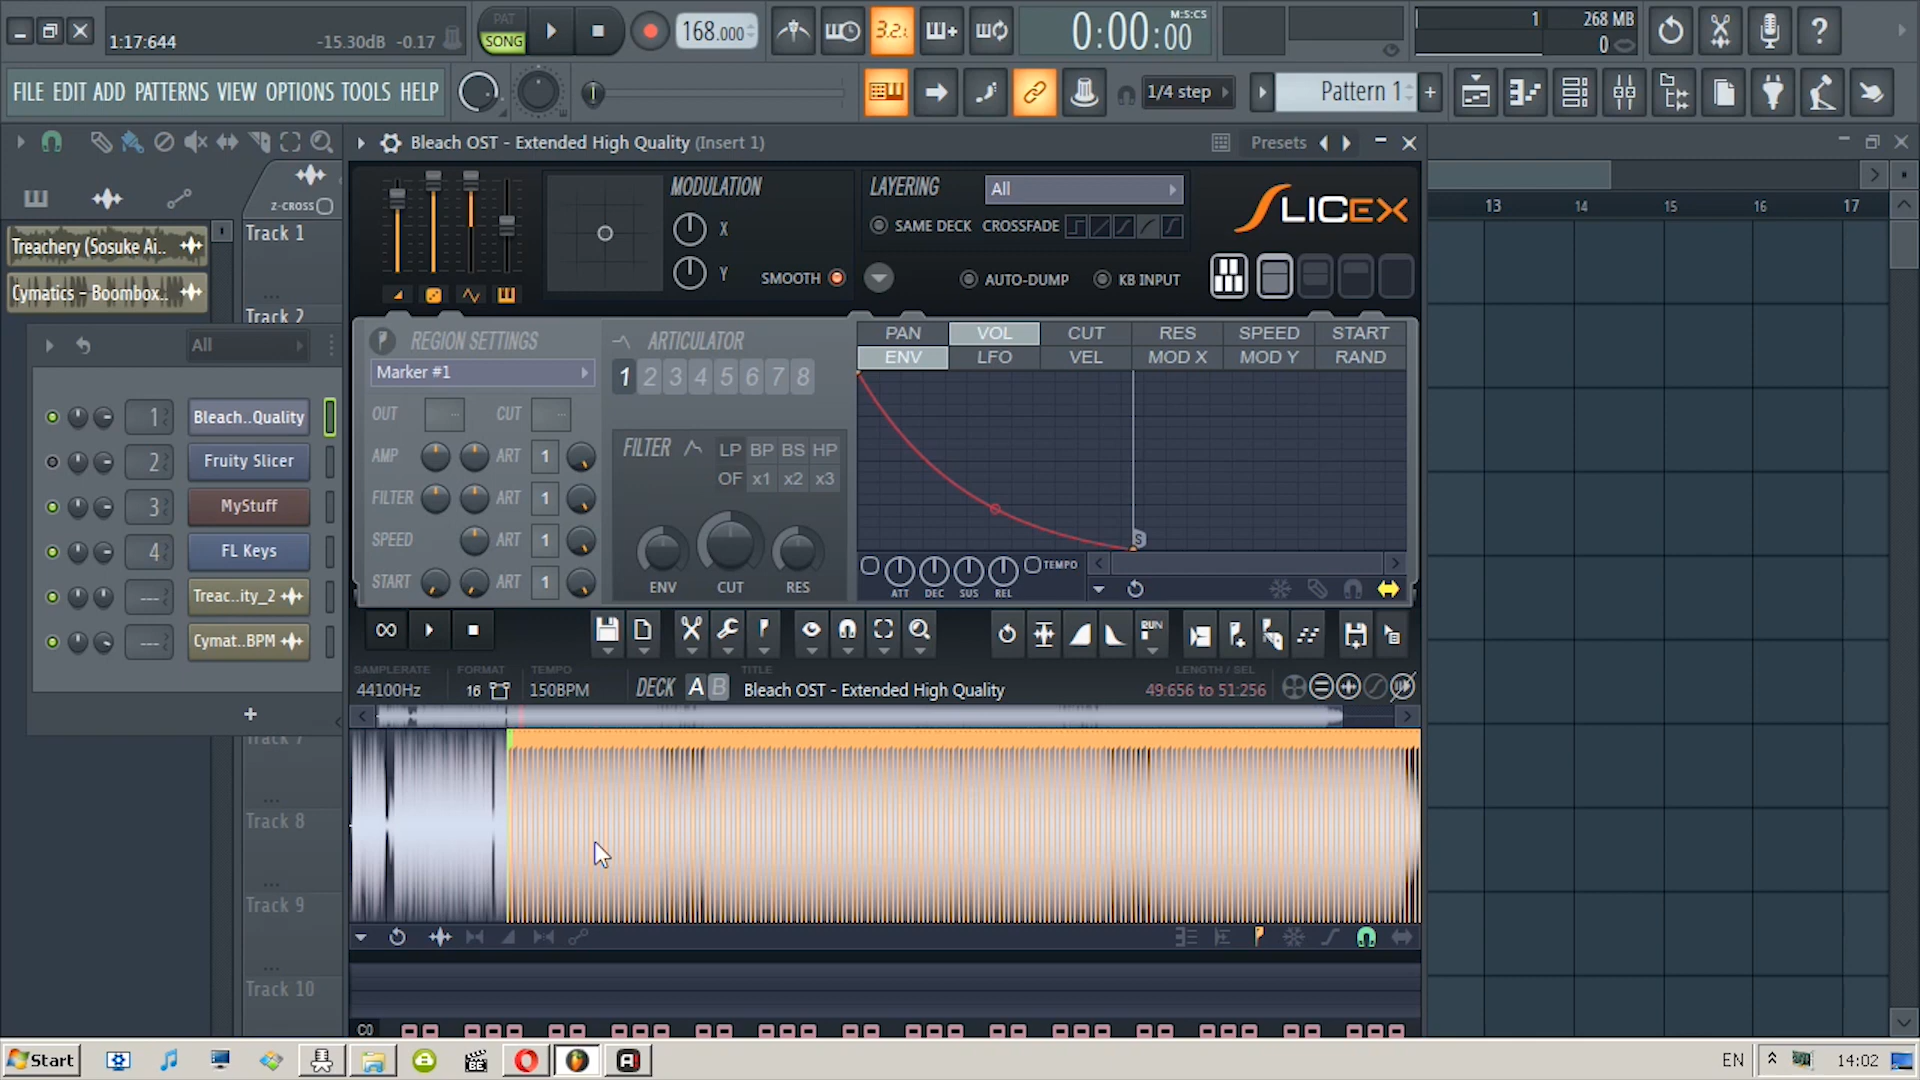 1:17:644
-15.30dB -0.17
PAT
SONG
168.000
3.2.
0:00:00
M:S:CS
1
268 MB
0
?
FILE EDIT ADD PATTERNS VIEW OPTIONS TOOLS HELP
1/4 step
Pattern 1
+
Bleach OST - Extended High Quality (Insert 1)
Presets
Z-CROSS
Treachery (Sosuke Ai..
Cymatics - Boombox..
Track 1
Track 2
All
1 Bleach..Quality
2 Fruity Slicer
3 MyStuff
4 FL Keys
--- Treac..ity_2
--- Cymat..BPM
+
Track 7
Track 8
Track 9
Track 10
MODULATION
X
Y
SMOOTH
LAYERING
All
SAME DECK CROSSFADE
AUTO-DUMP KB INPUT
SLICEX
REGION SETTINGS
Marker #1
OUT CUT
AMP ART 1
FILTER ART 1
SPEED ART 1
START ART 1
ARTICULATOR
1 2 3 4 5 6 7 8
FILTER LP BP BS HP
OF x1 x2 x3
ENV CUT RES
PAN VOL CUT RES SPEED START
ENV LFO VEL MOD X MOD Y RAND
S
ATT DEC SUS REL
TEMPO
RUN
SAMPLERATE FORMAT TEMPO TITLE LENGTH / SEL
44100Hz 16 150BPM DECK A B Bleach OST - Extended High Quality 49:656 to 51:256
C0
13 14 15 16 17
Start
BE
EN
14:02